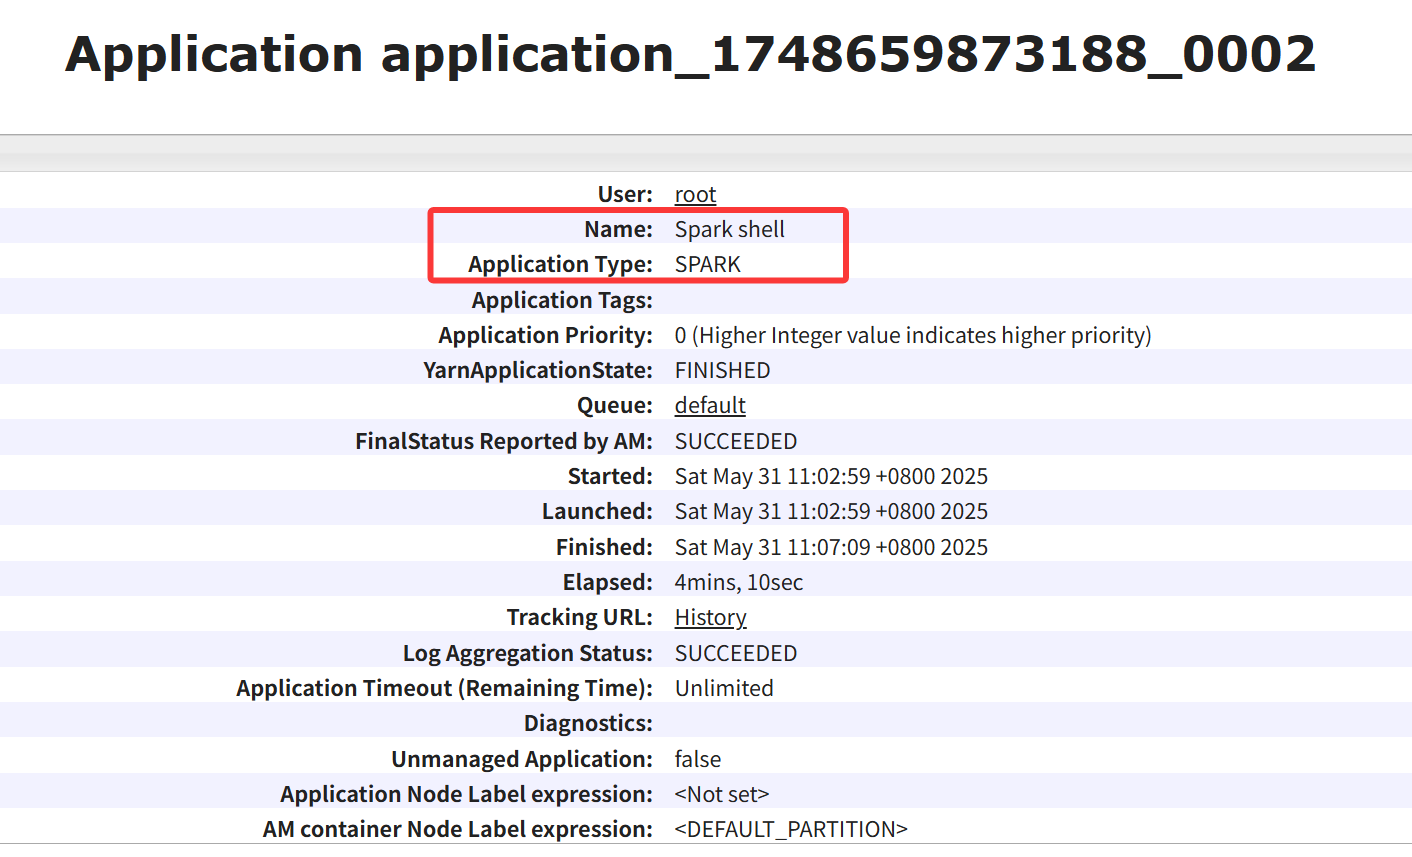 Application application_1748659873188_0002
User: root
Name: Spark shell
Application Type: SPARK
Application Tags:
Application Priority: 0 (Higher Integer value indicates higher priority)
YarnApplicationState: FINISHED
Queue: default
FinalStatus Reported by AM: SUCCEEDED
Started: Sat May 31 11:02:59 +0800 2025
Launched: Sat May 31 11:02:59 +0800 2025
Finished: Sat May 31 11:07:09 +0800 2025
Elapsed: 4mins, 10sec
Tracking URL: History
Log Aggregation Status: SUCCEEDED
Application Timeout (Remaining Time): Unlimited
Diagnostics:
Unmanaged Application: false
Application Node Label expression: <Not set>
AM container Node Label expression: <DEFAULT_PARTITION>